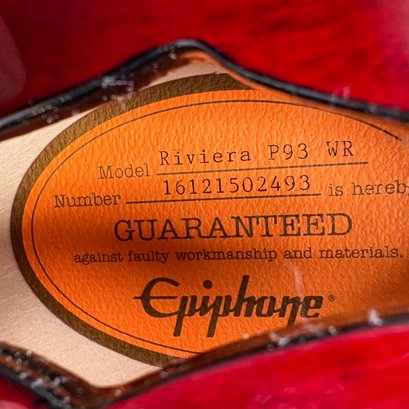 Model Riviera P93 WR
Number 16121502493 is hereb
GUARANTEED
against faulty workmanship and materials.
Epiphone®